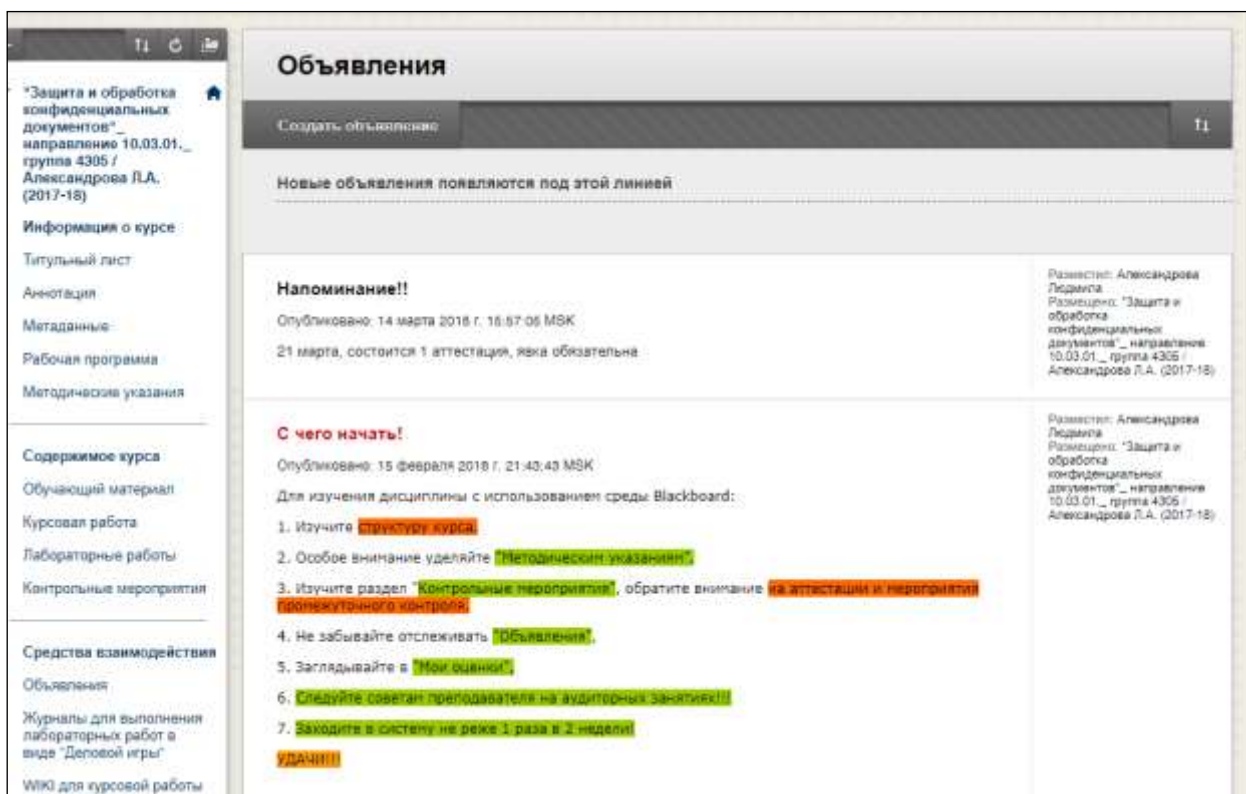 "Защита и обработка
конфиденциальных
документов"_
направление 10.03.01._
группа 4305 /
Александрова Л.А.
(2017-18)
Информация о курсе
Титульный лист
Аннотация
Метаданные
Рабочая программа
Методические указания
Содержимое курса
Обучающий материал
Курсовая работа
Лабораторные работы
Контрольные мероприятия
Средства взаимодействия
Объявления
Журналы для выполнения
лабораторных работ в
виде "Деловой игры"
WIKI для курсовой работы
Объявления
Создать объявление
Новые объявления появляются под этой линией
Напоминание!!
Опубликовано: 14 марта 2018 г. 16:57:05 MSK
21 марта, состоится 1 аттестация, явка обязательна
Разместил: Александрова
Людмила
Размещено: "Защита и
обработка
конфиденциальных
документов"_ направление
10.03.01._ группа 4305 /
Александрова Л.А. (2017-18)
С чего начать!
Опубликовано: 15 февраля 2018 г. 21:43:43 MSK
Для изучения дисциплины с использованием среды Blackboard:
1. Изучите структуру курса.
2. Особое внимание уделяйте "Методическим указаниям".
3. Изучите раздел "Контрольные мероприятия", обратите внимание на аттестации и мероприятия
промежуточного контроля.
4. Не забывайте отслеживать "Объявления".
5. Заглядывайте в "Мои оценки".
6. Следуйте советам преподавателя на аудиторных занятиях!!!
7. Заходите в систему не реже 1 раза в 2 недели!
УДАЧИ!!!
Разместил: Александрова
Людмила
Размещено: "Защита и
обработка
конфиденциальных
документов"_ направление
10.03.01._ группа 4305 /
Александрова Л.А. (2017-18)